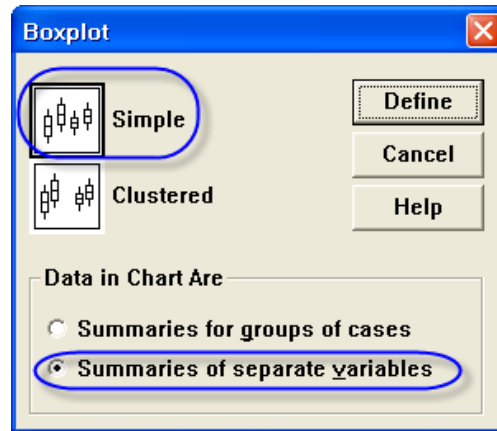 Boxplot
Simple
Clustered
Define
Cancel
Help
Data in Chart Are
Summaries for groups of cases
Summaries of separate variables